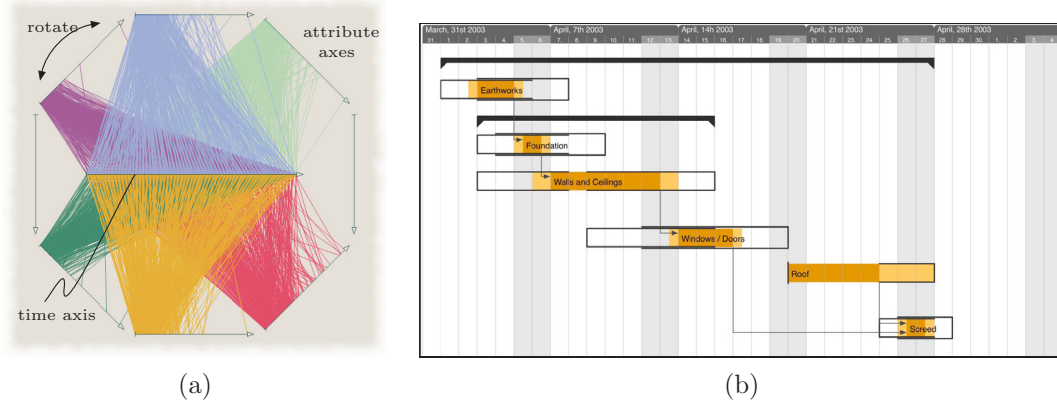 rotate
attribute
axes
time axis
(a)
March, 31st 2003 April, 7th 2003 April, 14th 2003 April, 21st 2003 April, 28th 2003
31. 1. 2. 3. 4. 5. 6. 7. 8. 9. 10. 11. 12. 13. 14. 15. 16. 17. 18. 19. 20. 21. 22. 23. 24. 25. 26. 27. 28. 29. 30. 1. 2. 3. 4.
Earthworks
Foundation
Walls and Ceilings
Windows / Doors
Roof
Screed
(b)